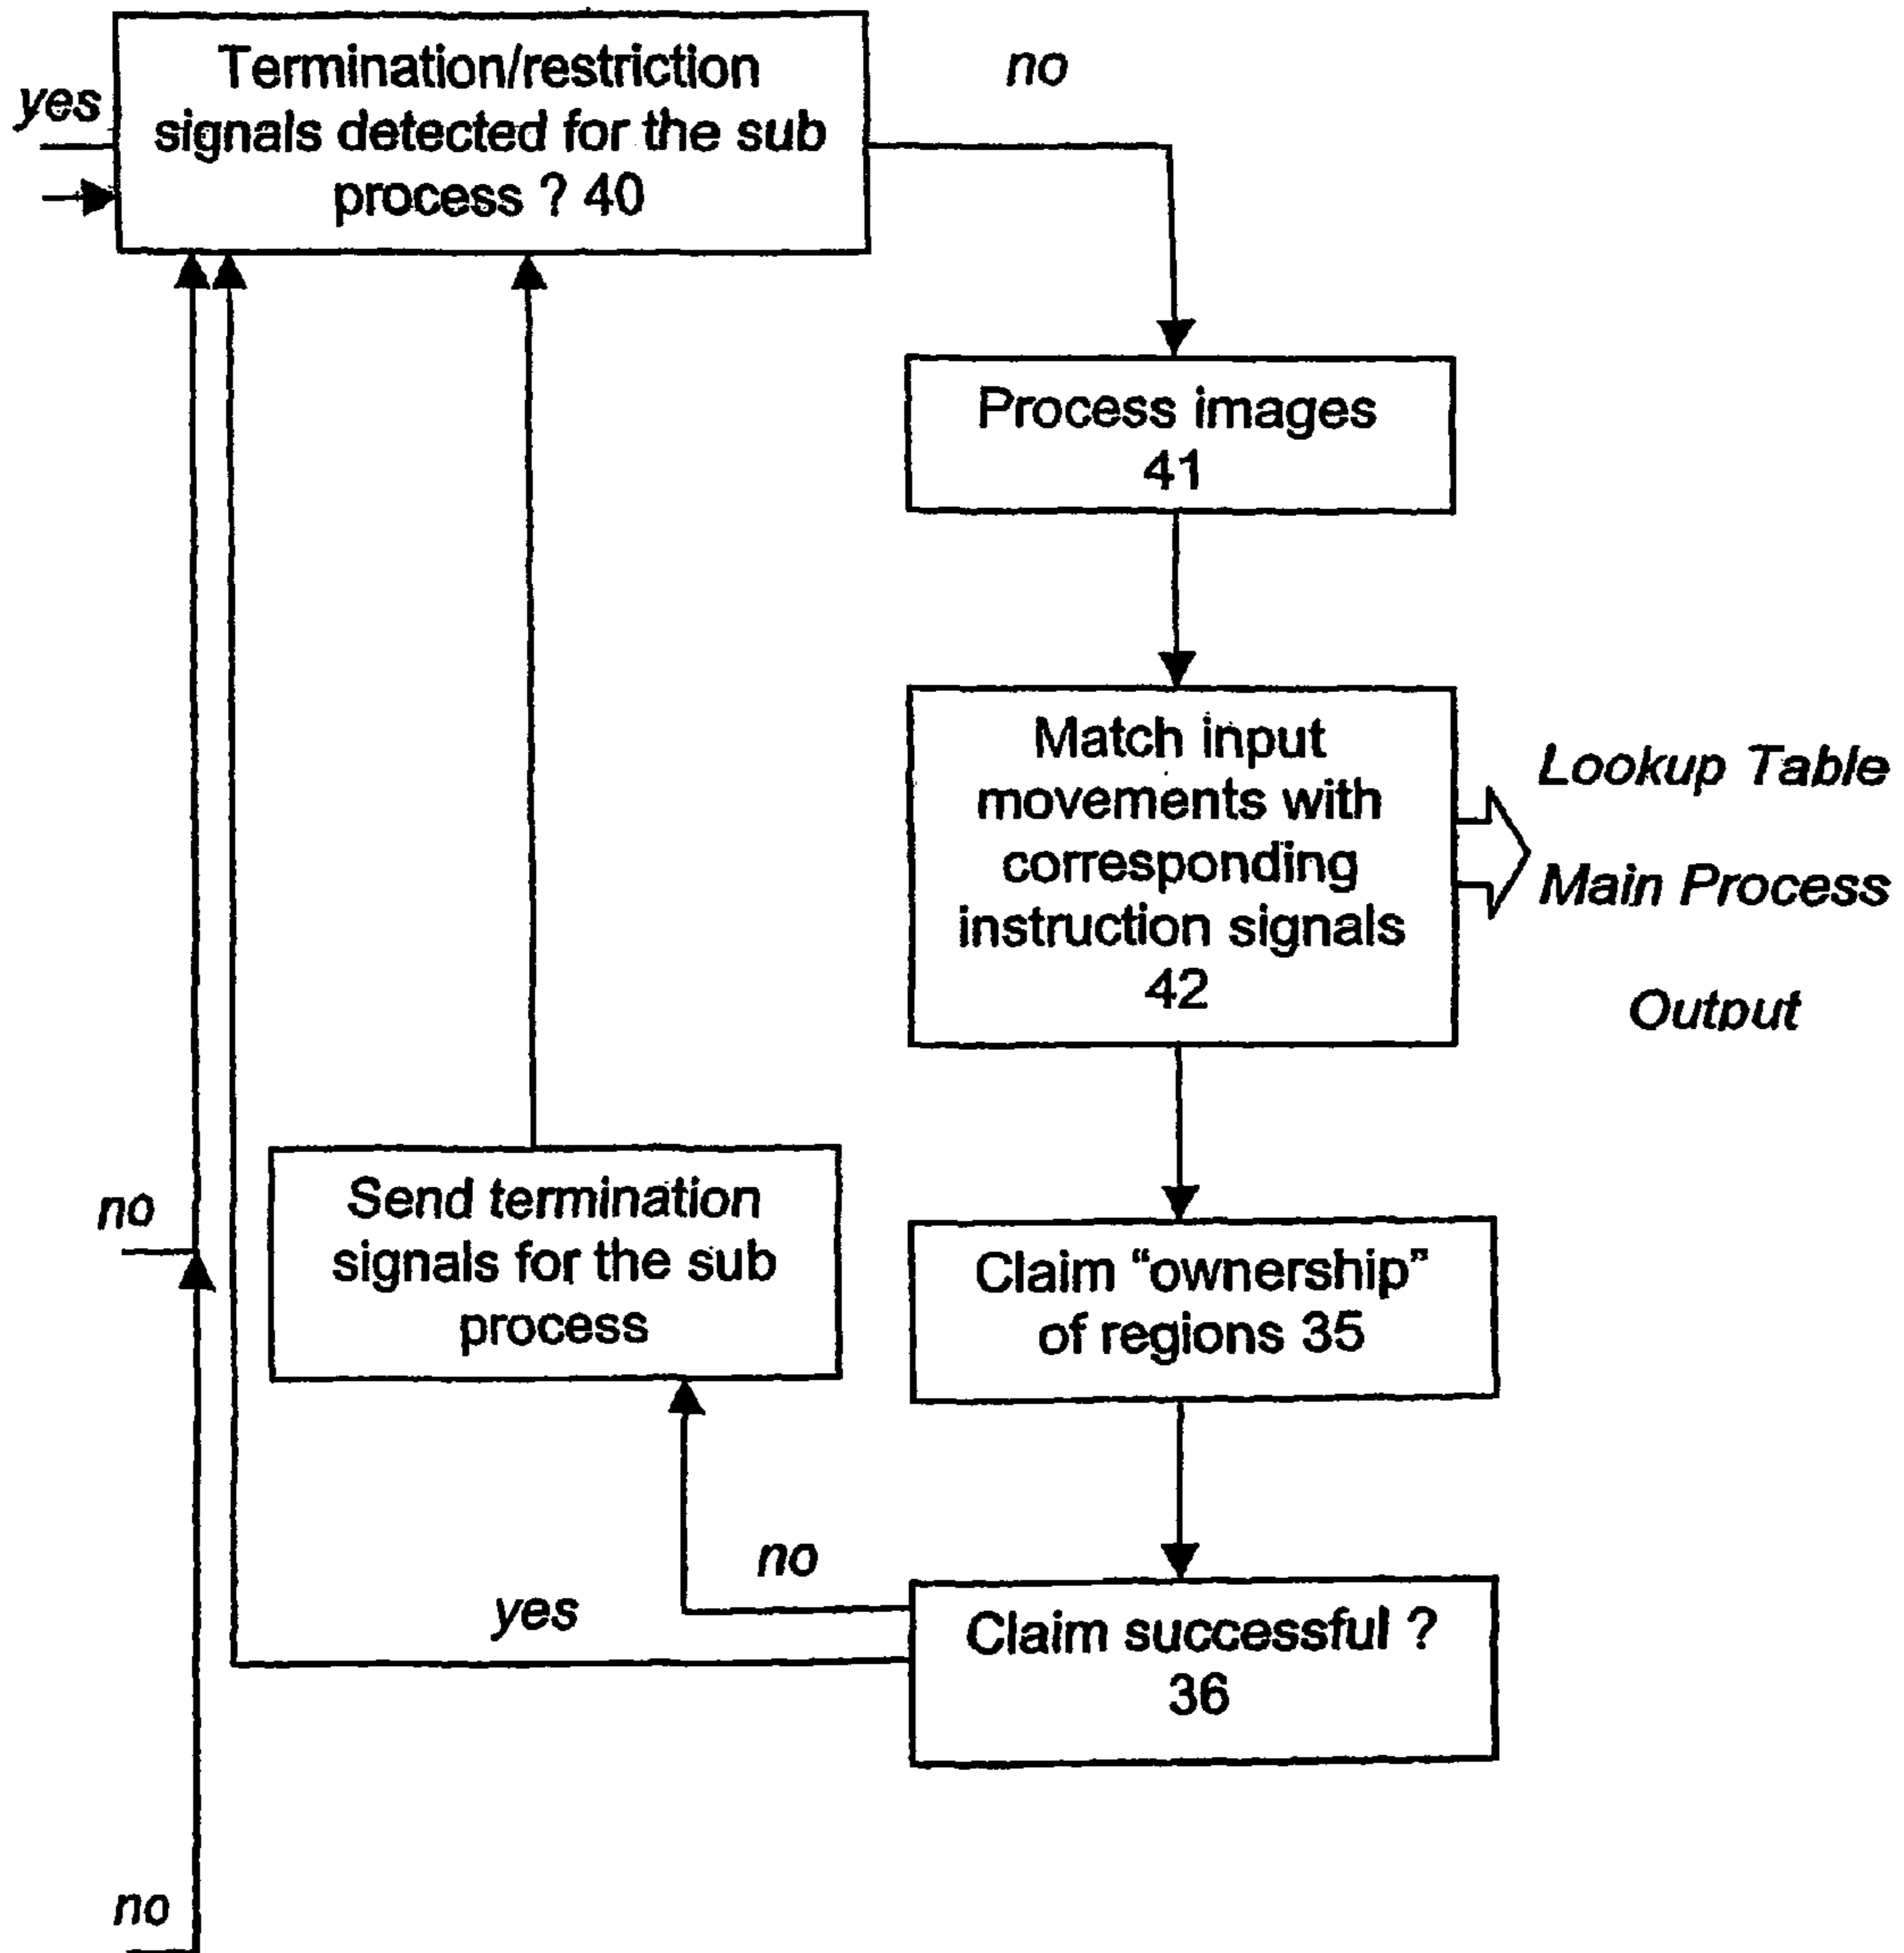 Termination/restriction
signals detected for the sub
process ? 40
yes
no
Process images
41
Match input
movements with
corresponding
instruction signals
42
Lookup Table
Main Process
Output
Send termination
signals for the sub
process
no
Claim “ownership”
of regions 35
no
yes
Claim successful ?
36
no